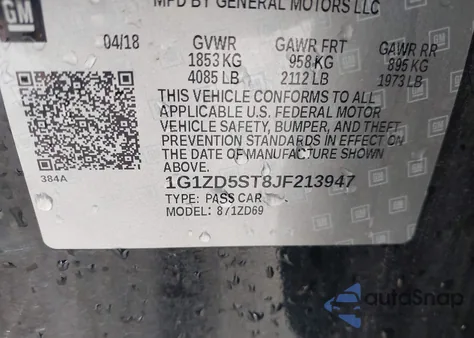 MFD BY GENERAL MOTORS LLC
GM
04/18 GVWR GAWR FRT GAWR RR
1853 KG 958 KG 895 KG
4085 LB 2112 LB 1973 LB
THIS VEHICLE CONFORMS TO ALL
APPLICABLE U.S. FEDERAL MOTOR
VEHICLE SAFETY, BUMPER, AND THEFT
PREVENTION STANDARDS IN EFFECT ON
THE DATE OF MANUFACTURE SHOWN
ABOVE.
384A
1G1ZD5ST8JF213947
TYPE: PASS CAR
MODEL: 871ZD69
autoSnap